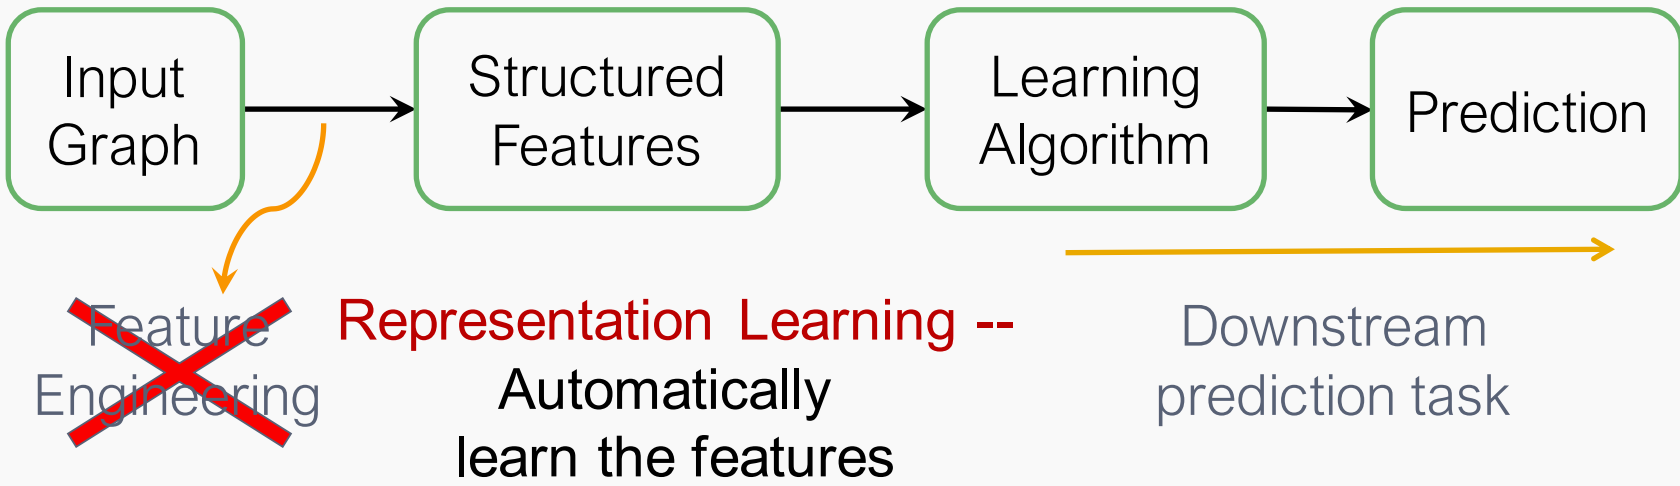 Input
Graph
Structured
Features
Learning
Algorithm
Prediction
Feature
Engineering
Representation Learning --
Automatically
learn the features
Downstream
prediction task